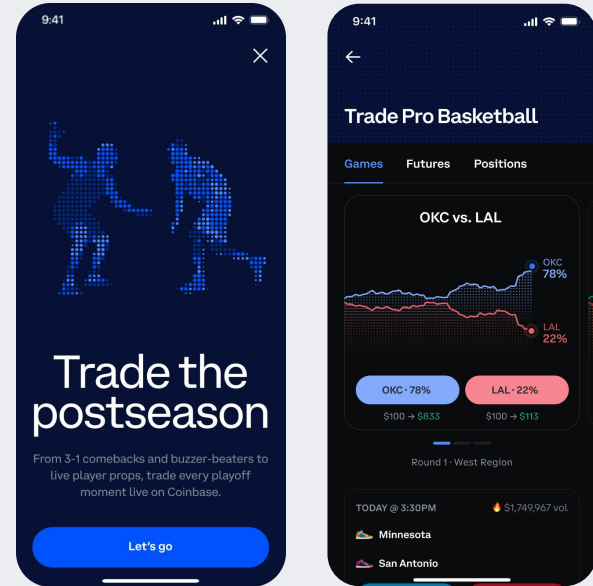 9:41
Trade the
postseason
From 3-1 comebacks and buzzer-beaters to
live player props, trade every playoff
moment live on Coinbase.
Let's go
9:41
Trade Pro Basketball
Games Futures Positions
OKC vs. LAL
OKC
78%
LAL
22%
OKC · 78% LAL · 22%
$100 → $833 $100 → $113
Round 1 · West Region
TODAY @ 3:30PM $1,749,967 vol
Minnesota
San Antonio